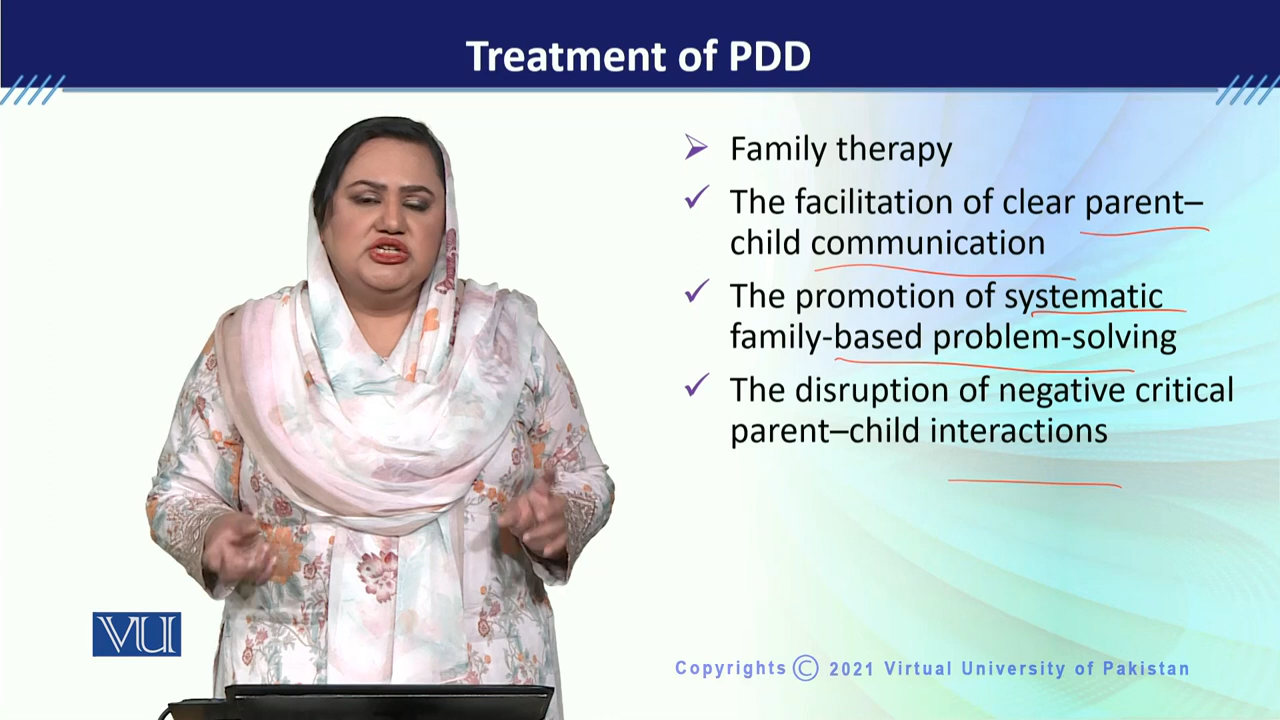 Treatment of PDD
Family therapy
The facilitation of clear parent–
child communication
The promotion of systematic
family-based problem-solving
The disruption of negative critical
parent–child interactions
VU
Copyrights © 2021 Virtual University of Pakistan